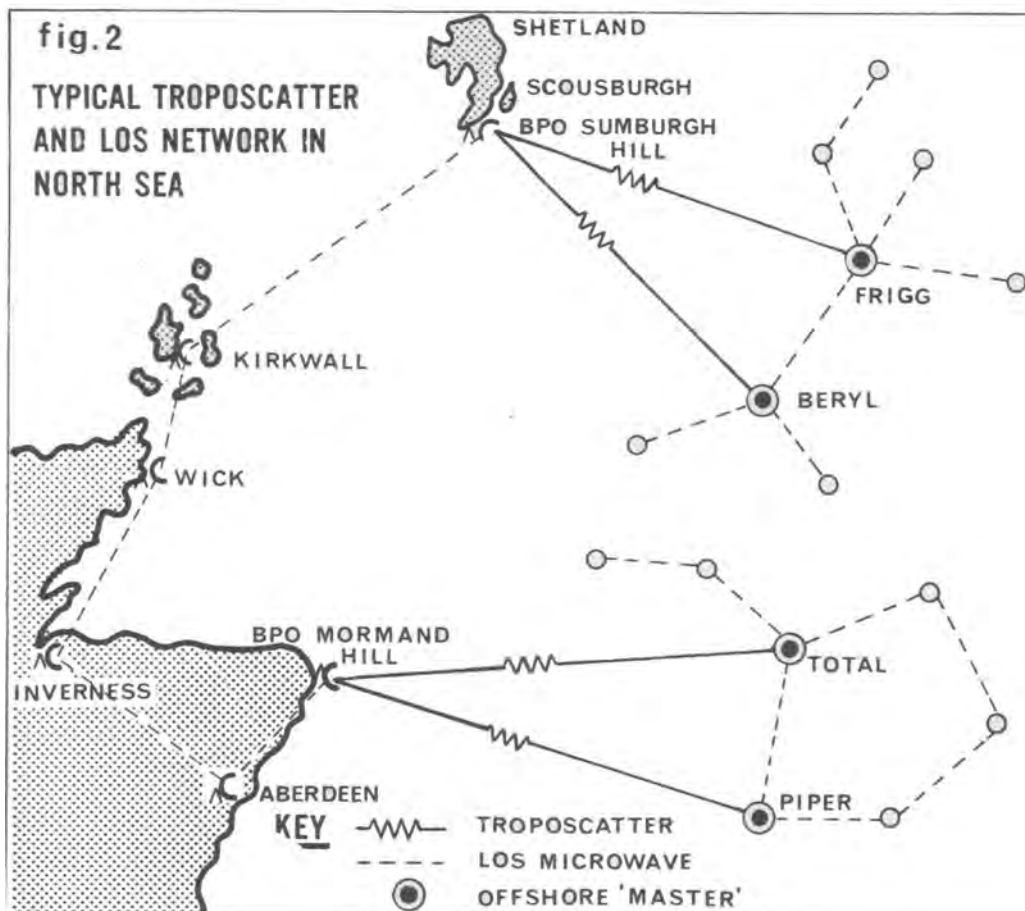 fig.2
TYPICAL TROPOSCATTER
AND LOS NETWORK IN
NORTH SEA
SHETLAND
SCOUSBURGH
BPO SUMBURGH
HILL
FRIGG
KIRKWALL
BERYL
WICK
BPO MORMAND
HILL
TOTAL
INVERNESS
ABERDEEN
PIPER
KEY
TROPOSCATTER
LOS MICROWAVE
OFFSHORE 'MASTER'